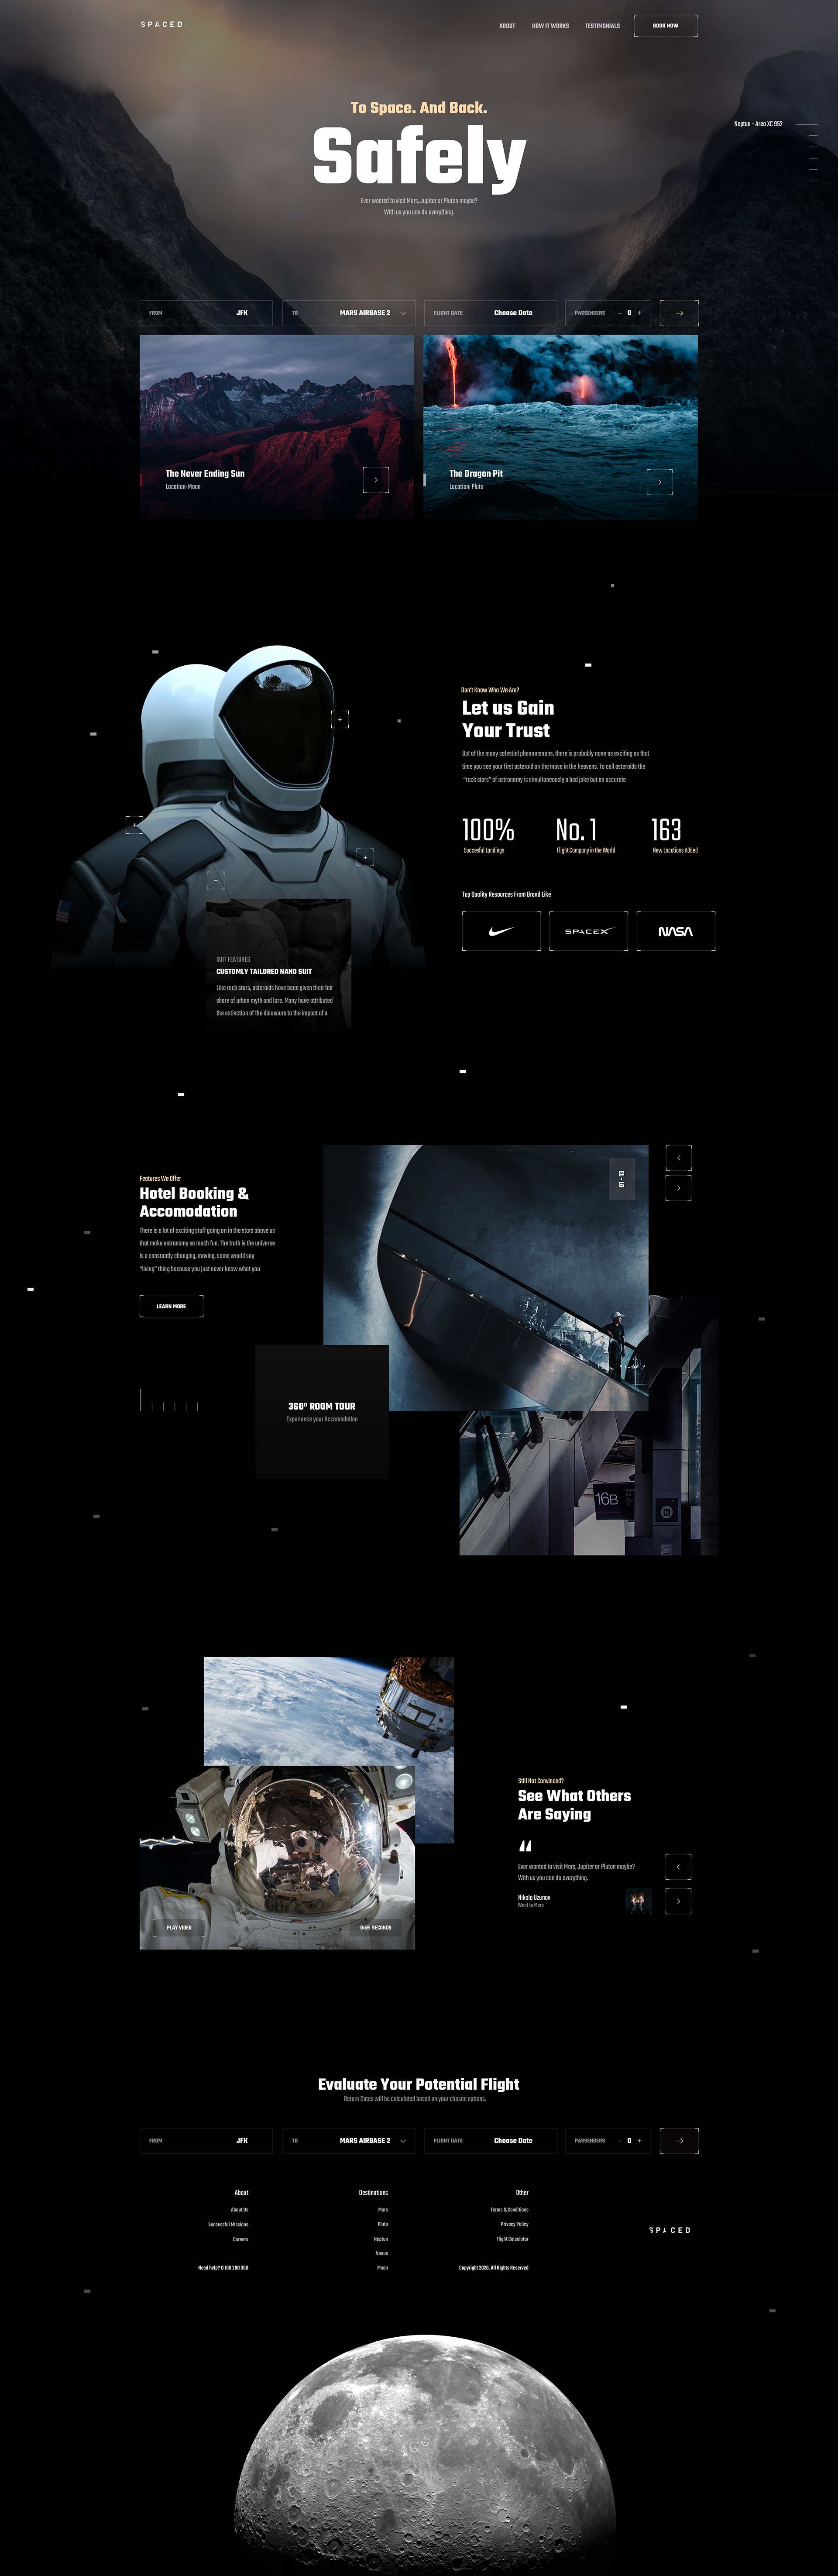 SPACED
ABOUT
HOW IT WORKS
TESTIMONIALS
BOOK NOW
To Space. And Back.
Safely
Ever wanted to visit Mars, Jupiter or Pluton maybe?
With us you can do everything.
Neptun - Area XC 952
FROM
JFK
TO
MARS AIRBASE 2
FLIGHT DATE
Choose Date
PASSENGERS
– 0 +
The Never Ending Sun
Location: Moon
The Dragon Pit
Location: Pluto
Don't Know Who We Are?
Let us Gain
Your Trust
But of the many celestial phenomenons, there is probably none as exciting as that
time you see your first asteroid on the move in the heavens. To call asteroids the
"rock stars" of astronomy is simultaneously a bad joke but an accurate
100%
Succesful Landings
No. 1
Flight Company in the World
163
New Locations Added
Top Quality Resources From Brand Like
SPACEX
NASA
SUIT FEATURES
CUSTOMLY TAILORED NANO SUIT
Like rock stars, asteroids have been given their fair
share of urban myth and lore. Many have attributed
the extinction of the dinosaurs to the impact of a
Features We Offer
Hotel Booking &
Accomodation
There is a lot of exciting stuff going on in the stars above us
that make astronomy so much fun. The truth is the universe
is a constantly changing, moving, some would say
"living" thing because you just never know what you
LEARN MORE
01 - 13
360° ROOM TOUR
Experience your Accomodation
16B
Still Not Convinced?
See What Others
Are Saying
Ever wanted to visit Mars, Jupiter or Pluton maybe?
With us you can do everything.
Nikola Uzunov
Went to Mars
PLAY VIDEO
0:59 SECONDS
Evaluate Your Potential Flight
Return Dates will be calculated based on your chosen options.
FROM
JFK
TO
MARS AIRBASE 2
FLIGHT DATE
Choose Date
PASSENGERS
– 0 +
About
About Us
Successful Missions
Careers
Need help? 0 100 200 300
Destinations
Mars
Pluto
Neptun
Venus
Moon
Other
Terms & Conditions
Privacy Policy
Flight Calculator
Copyright 2020. All Rights Reserved
SPACED